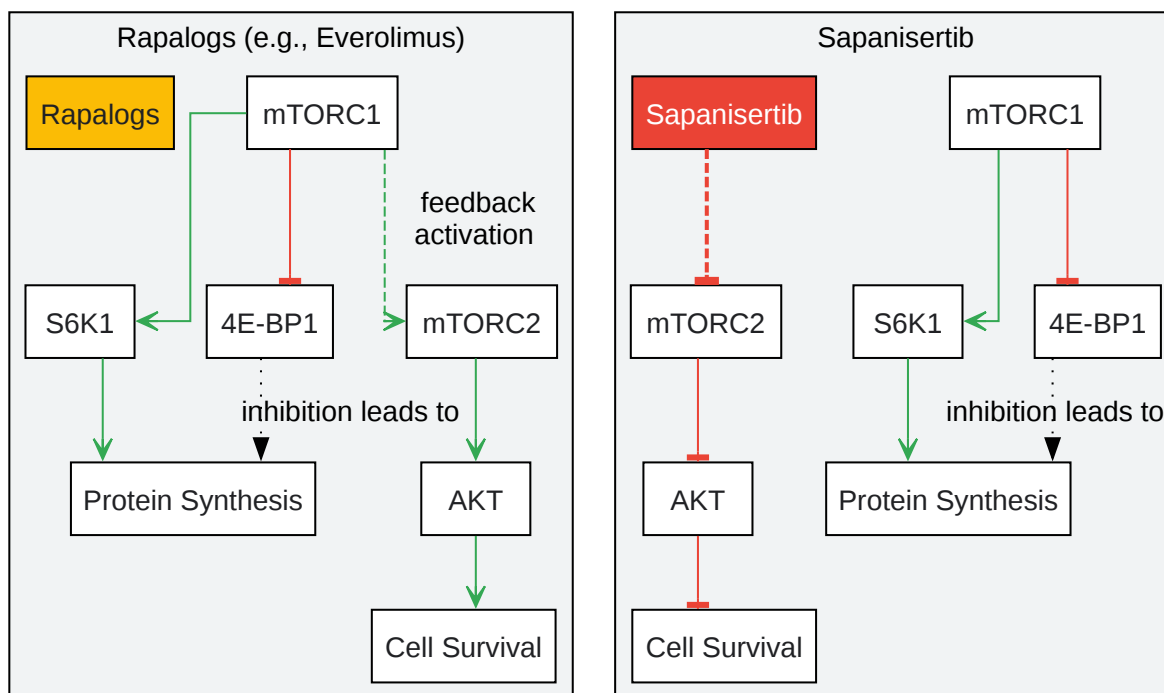 Rapalogs (e.g., Everolimus)
Rapalogs
mTORC1
feedback
activation
S6K1
4E-BP1
mTORC2
inhibition leads to
Protein Synthesis
AKT
Cell Survival
Sapanisertib
Sapanisertib
mTORC1
mTORC2
S6K1
4E-BP1
inhibition leads to
AKT
Protein Synthesis
Cell Survival